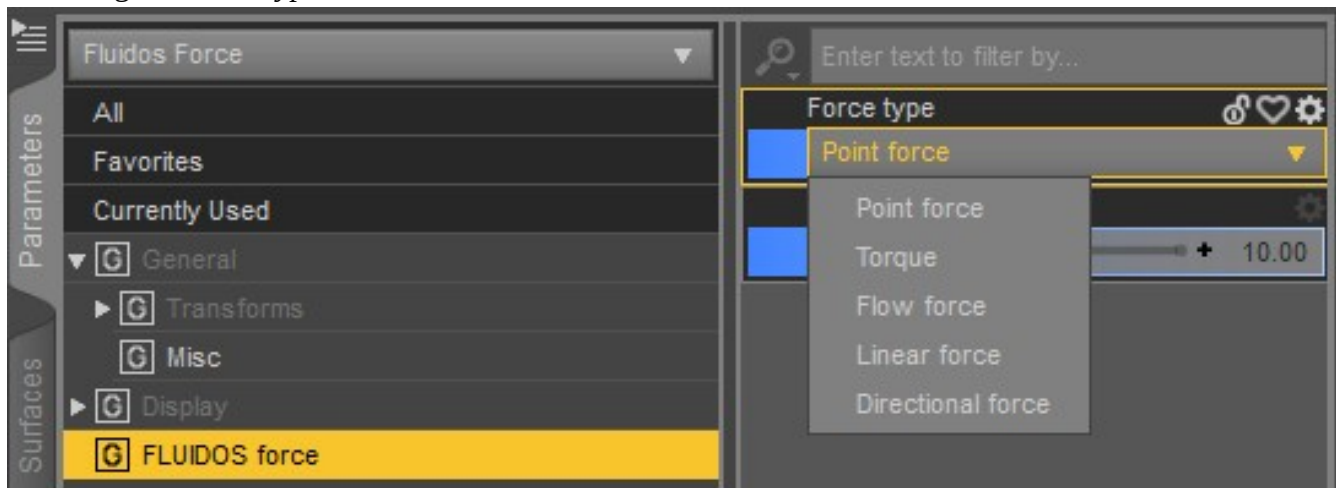 Fluidos Force
All
Favorites
Currently Used
G General
G Transforms
G Misc
G Display
G FLUIDOS force
Parameters
Surfaces
Enter text to filter by...
Force type
Point force
Point force
Torque
Flow force
Linear force
Directional force
10.00